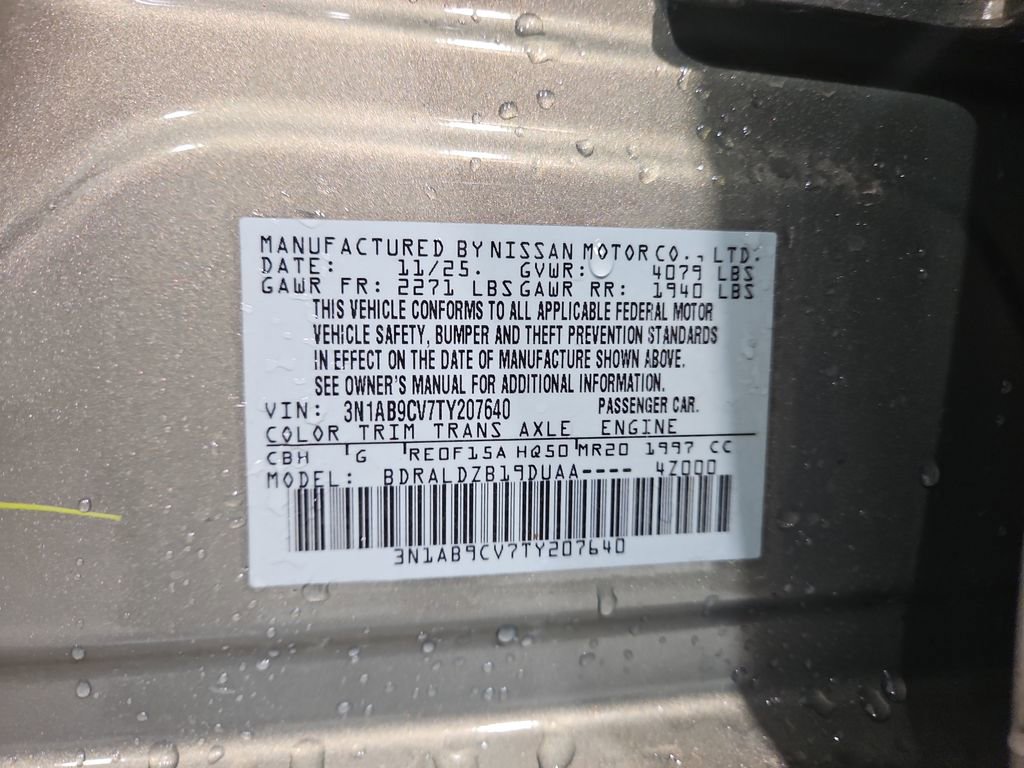 MANUFACTURED BY NISSAN MOTOR CO., LTD.
DATE: 11/25. GVWR: 4079 LBS
GAWR FR: 2271 LBS GAWR RR: 1940 LBS
THIS VEHICLE CONFORMS TO ALL APPLICABLE FEDERAL MOTOR
VEHICLE SAFETY, BUMPER AND THEFT PREVENTION STANDARDS
IN EFFECT ON THE DATE OF MANUFACTURE SHOWN ABOVE.
SEE OWNER'S MANUAL FOR ADDITIONAL INFORMATION.
VIN: 3N1AB9CV7TY207640 PASSENGER CAR.
COLOR TRIM TRANS AXLE ENGINE
CBH G RE0F15A HQ50 MR20 1997 CC
MODEL: BDRALDZB19DUAA---- 4Z000
3N1AB9CV7TY207640